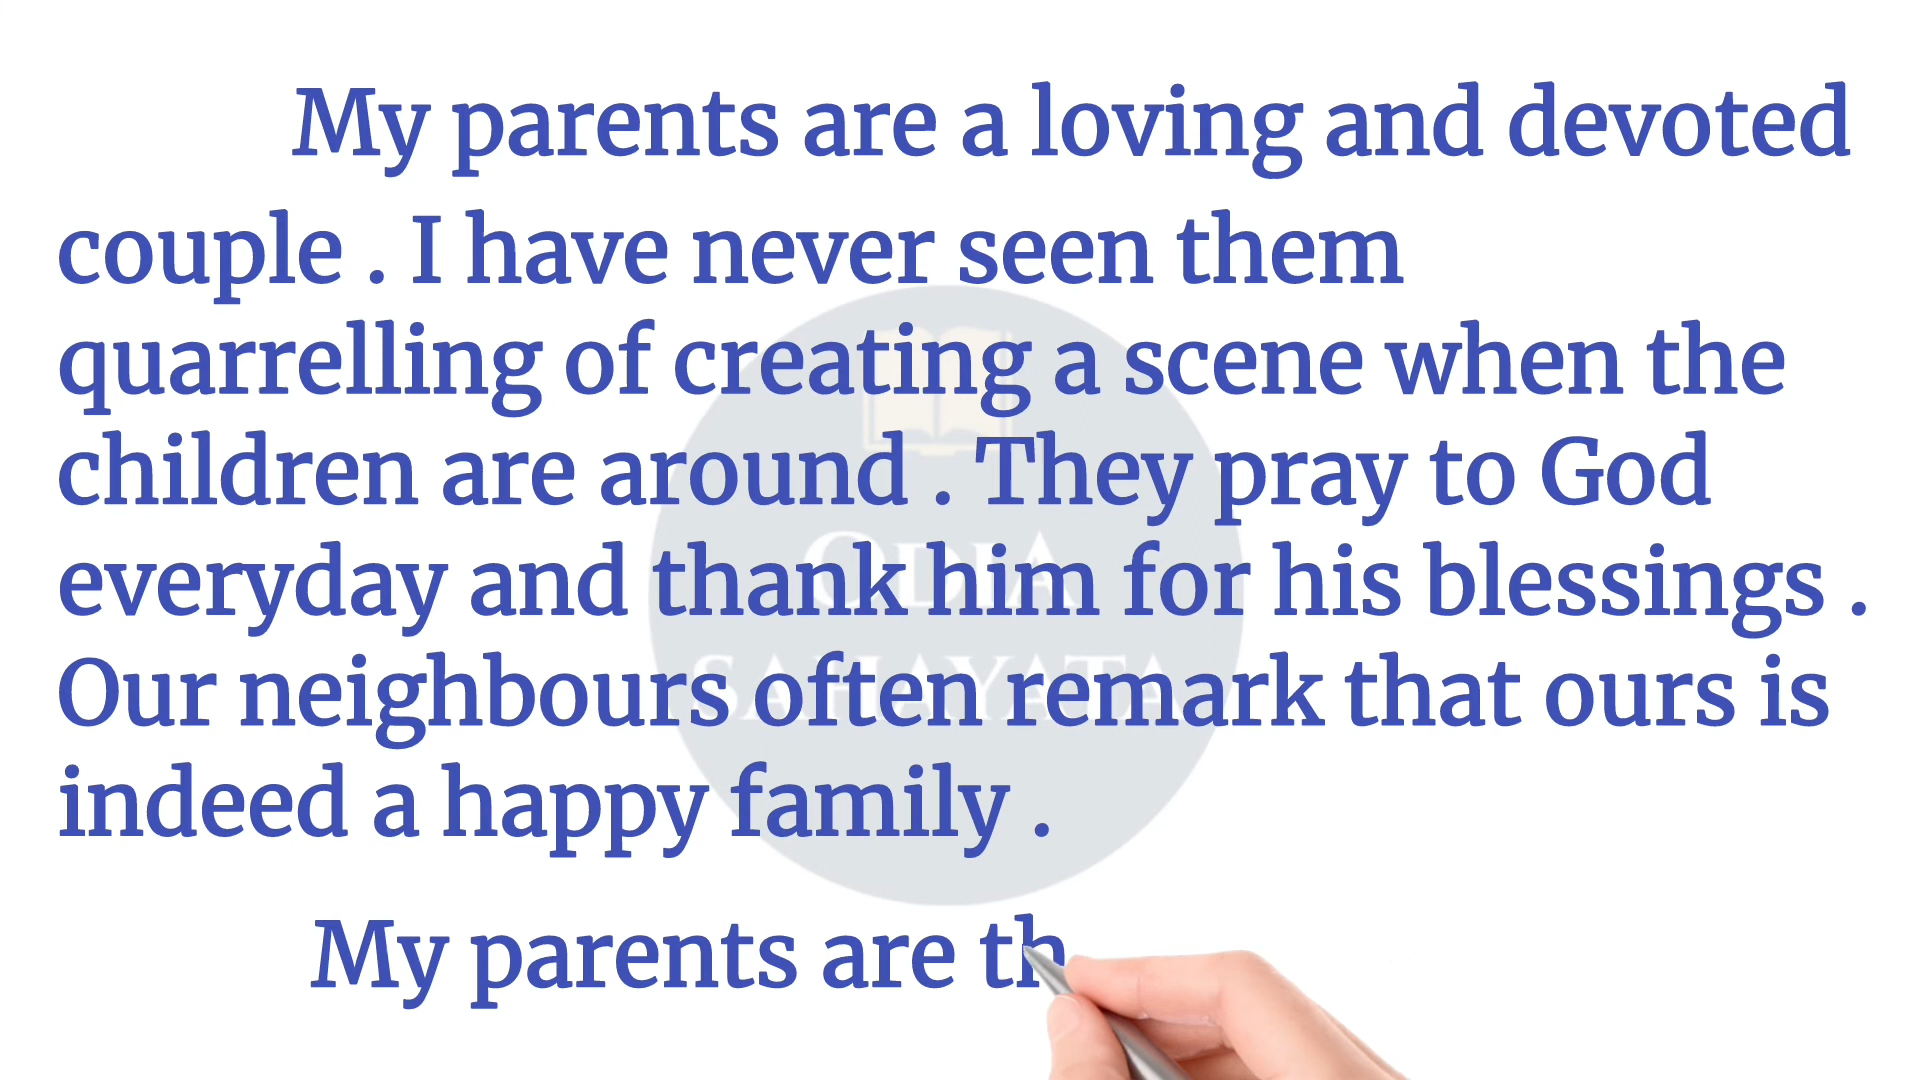 My parents are a loving and devoted
couple . I have never seen them
quarrelling of creating a scene when the
children are around . They pray to God
everyday and thank him for his blessings .
Our neighbours often remark that ours is
indeed a happy family .
My parents are th
ODIA
SAHAYATA